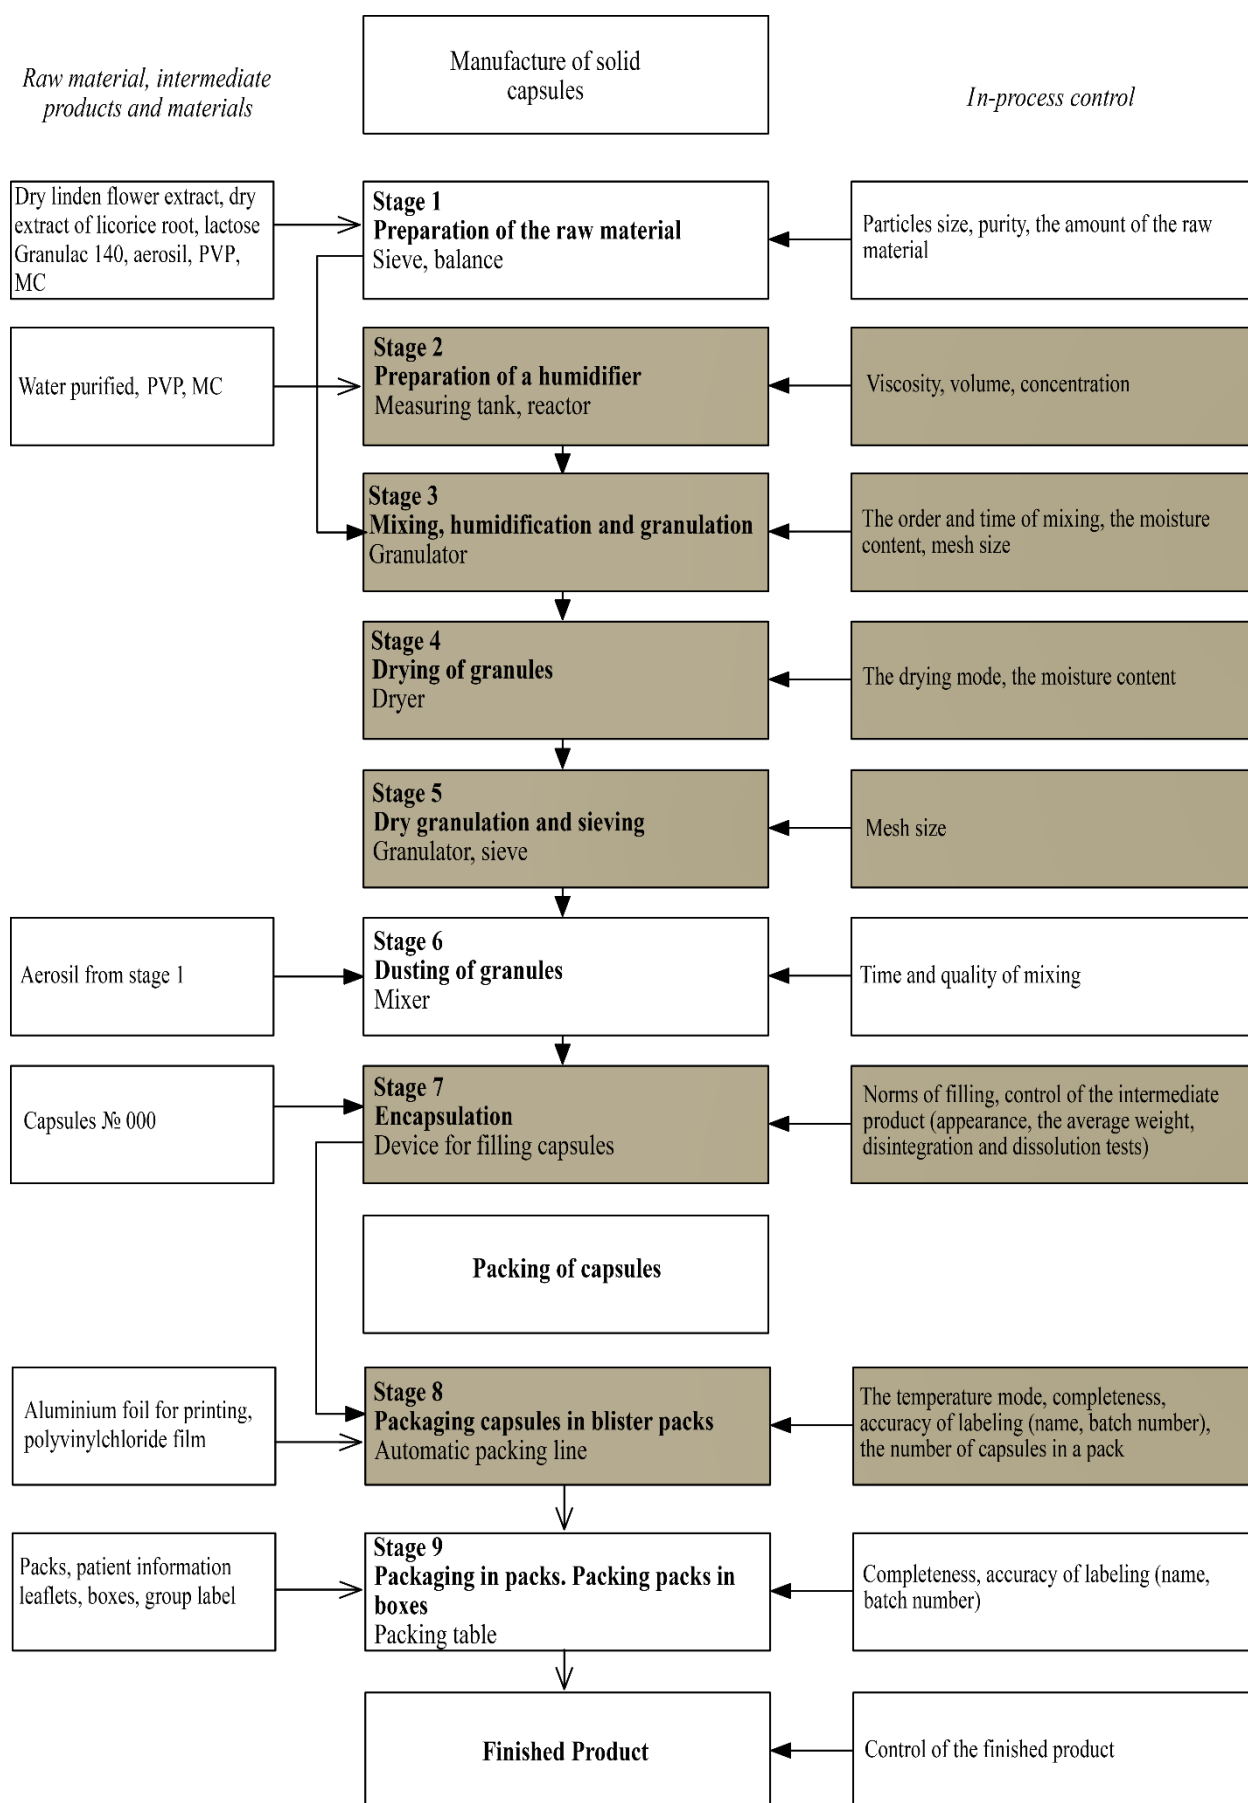 Manufacture of solid
capsules
Raw material, intermediate
products and materials
In-process control
Dry linden flower extract, dry
extract of licorice root, lactose
Granulac 140, aerosil, PVP,
MC
Stage 1
Preparation of the raw material
Sieve, balance
Particles size, purity, the amount of the raw
material
Water purified, PVP, MC
Stage 2
Preparation of a humidifier
Measuring tank, reactor
Viscosity, volume, concentration
Stage 3
Mixing, humidification and granulation
Granulator
The order and time of mixing, the moisture
content, mesh size
Stage 4
Drying of granules
Dryer
The drying mode, the moisture content
Stage 5
Dry granulation and sieving
Granulator, sieve
Mesh size
Aerosil from stage 1
Stage 6
Dusting of granules
Mixer
Time and quality of mixing
Capsules № 000
Stage 7
Encapsulation
Device for filling capsules
Norms of filling, control of the intermediate
product (appearance, the average weight,
disintegration and dissolution tests)
Packing of capsules
Aluminium foil for printing,
polyvinylchloride film
Stage 8
Packaging capsules in blister packs
Automatic packing line
The temperature mode, completeness,
accuracy of labeling (name, batch number),
the number of capsules in a pack
Packs, patient information
leaflets, boxes, group label
Stage 9
Packaging in packs. Packing packs in
boxes
Packing table
Completeness, accuracy of labeling (name,
batch number)
Finished Product
Control of the finished product